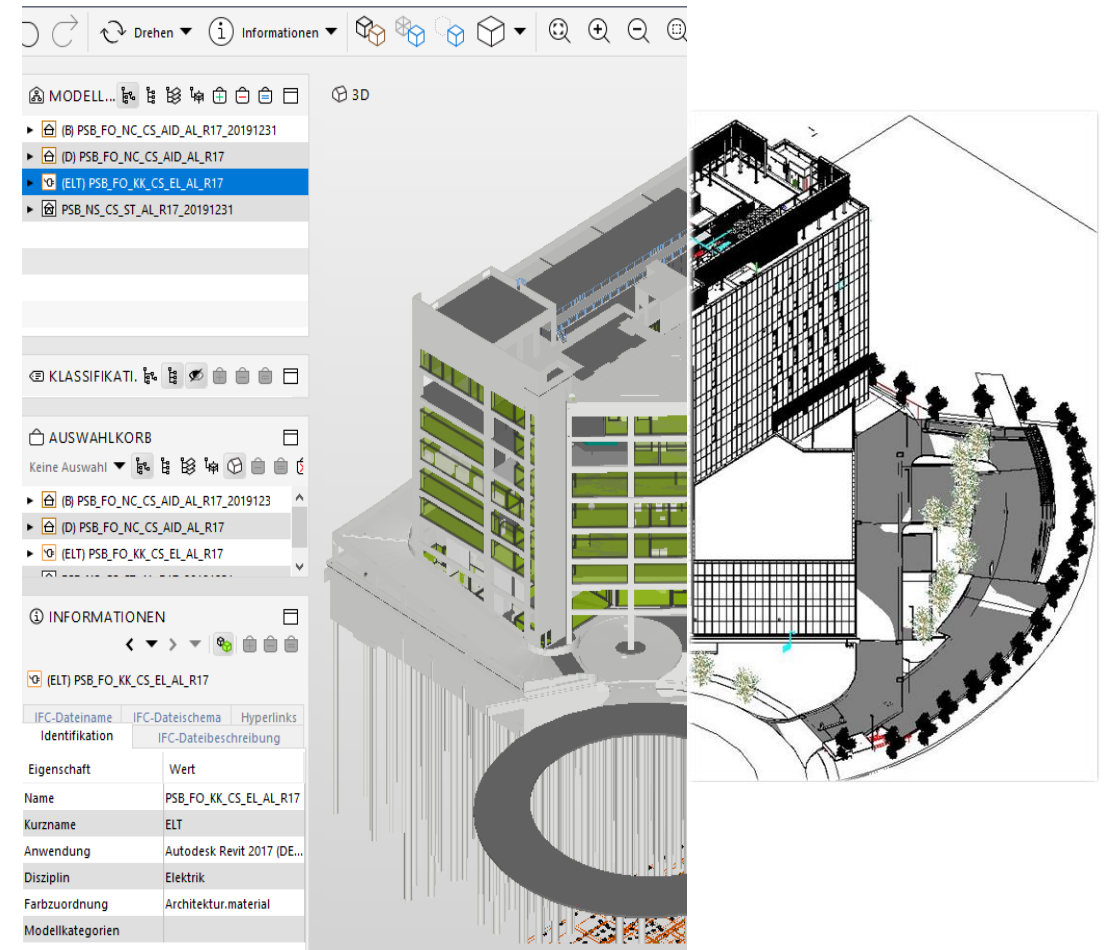 Drehen
Informationen
MODELL...
3D
(B) PSB_FO_NC_CS_AID_AL_R17_20191231
(D) PSB_FO_NC_CS_AID_AL_R17
(ELT) PSB_FO_KK_CS_EL_AL_R17
PSB_NS_CS_ST_AL_R17_20191231
KLASSIFIKATI.
AUSWAHLKORB
Keine Auswahl
(B) PSB_FO_NC_CS_AID_AL_R17_2019123
(D) PSB_FO_NC_CS_AID_AL_R17
(ELT) PSB_FO_KK_CS_EL_AL_R17
INFORMATIONEN
(ELT) PSB_FO_KK_CS_EL_AL_R17
IFC-Dateiname IFC-Dateischema Hyperlinks
Identifikation IFC-Dateibeschreibung
Eigenschaft Wert
Name PSB_FO_KK_CS_EL_AL_R17
Kurzname ELT
Anwendung Autodesk Revit 2017 (DE...
Disziplin Elektrik
Farbzuordnung Architektur.material
Modellkategorien